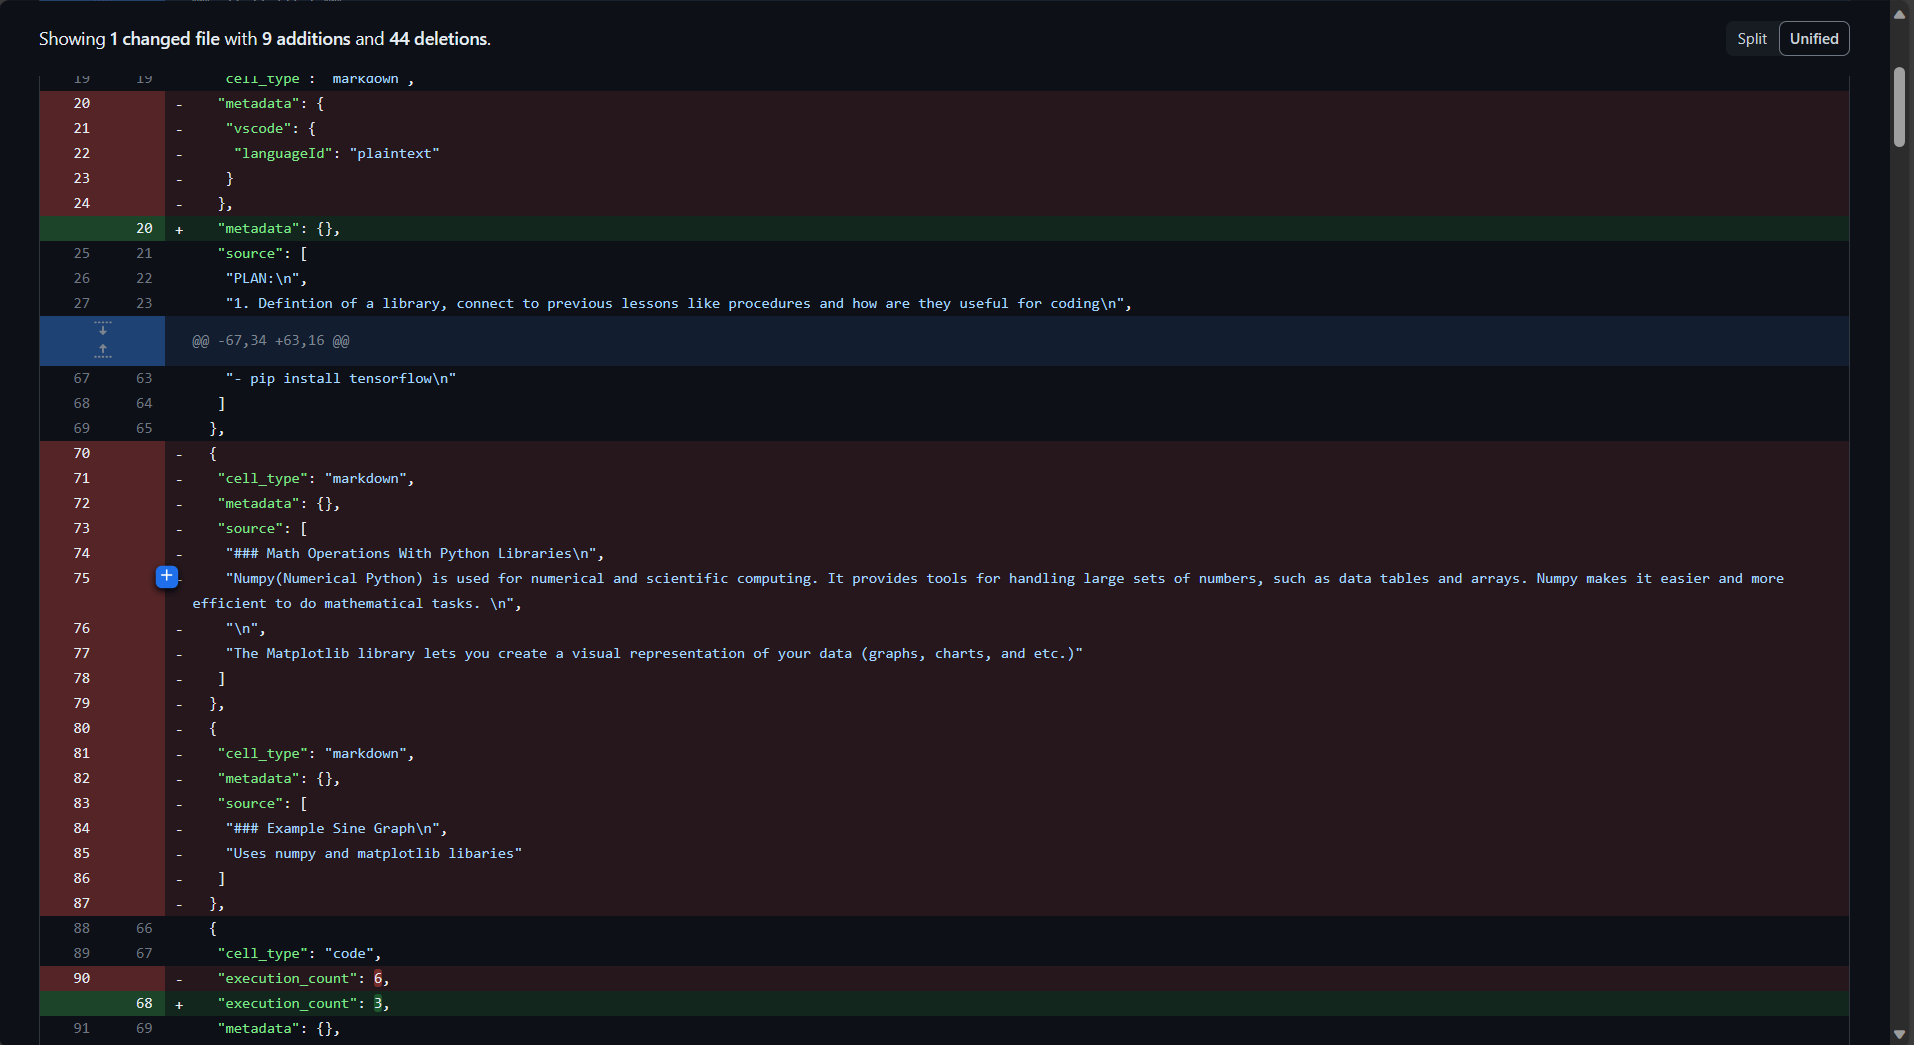 Showing 1 changed file with 9 additions and 44 deletions.
Split Unified
19 19 cell_type : markdown ,
20 - "metadata": {
21 - "vscode": {
22 - "languageId": "plaintext"
23 - }
24 - },
20 + "metadata": {},
25 21 "source": [
26 22 "PLAN:\n",
27 23 "1. Defintion of a library, connect to previous lessons like procedures and how are they useful for coding\n",
@@ -67,34 +63,16 @@
67 63 "- pip install tensorflow\n"
68 64 ]
69 65 },
70 - {
71 - "cell_type": "markdown",
72 - "metadata": {},
73 - "source": [
74 - "### Math Operations With Python Libraries\n",
75 - "Numpy(Numerical Python) is used for numerical and scientific computing. It provides tools for handling large sets of numbers, such as data tables and arrays. Numpy makes it easier and more
efficient to do mathematical tasks. \n",
76 - "\n",
77 - "The Matplotlib library lets you create a visual representation of your data (graphs, charts, and etc.)"
78 - ]
79 - },
80 - {
81 - "cell_type": "markdown",
82 - "metadata": {},
83 - "source": [
84 - "### Example Sine Graph\n",
85 - "Uses numpy and matplotlib libaries"
86 - ]
87 - },
88 66 {
89 67 "cell_type": "code",
90 - "execution_count": 6,
68 + "execution_count": 3,
91 69 "metadata": {},